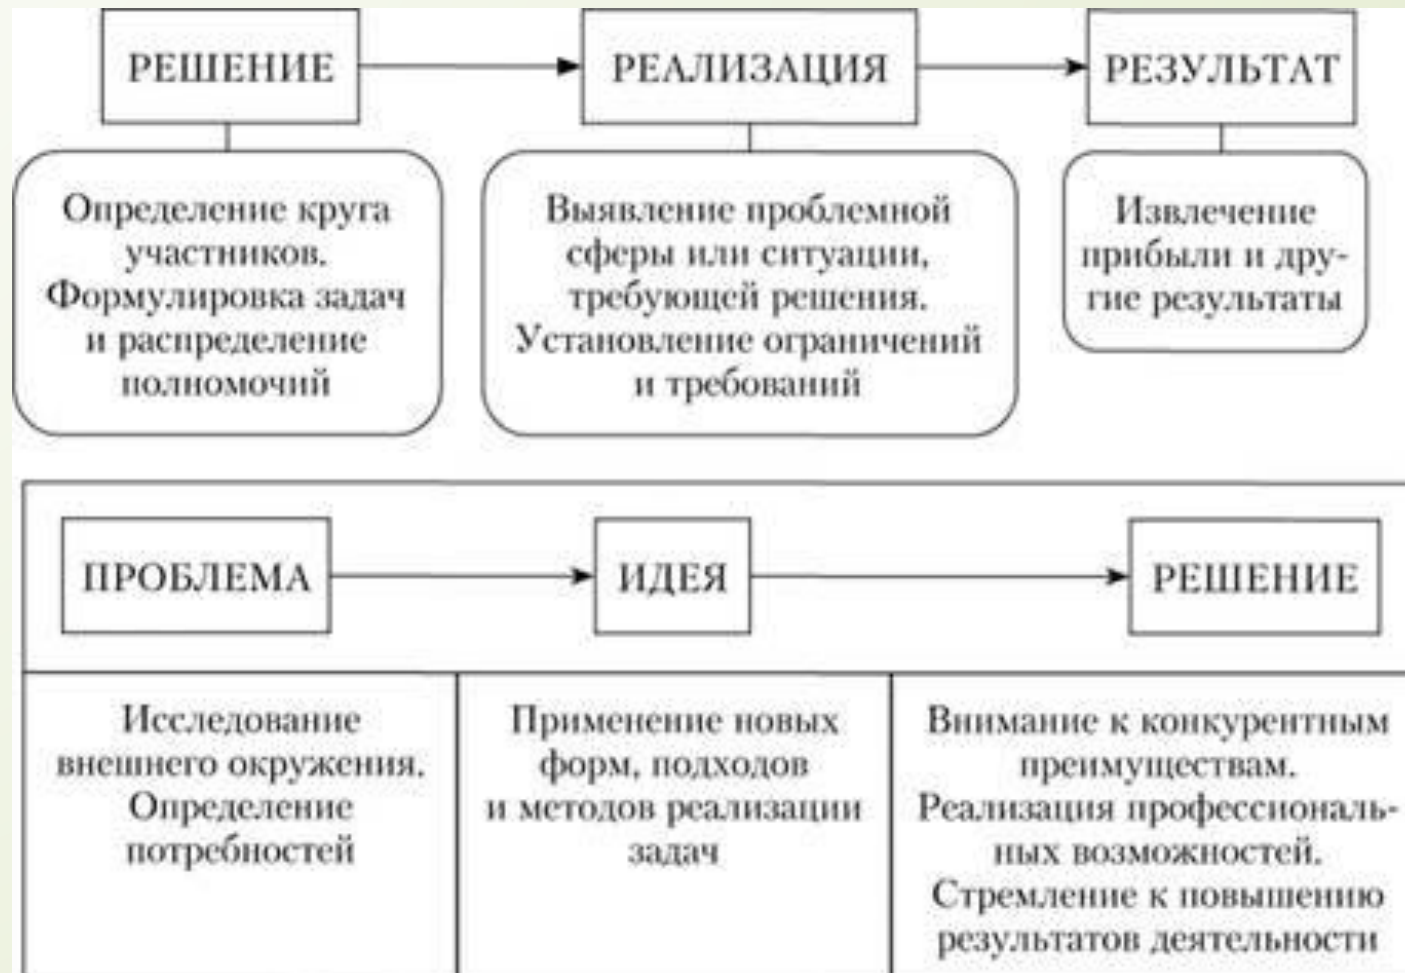 РЕШЕНИЕ
РЕАЛИЗАЦИЯ
РЕЗУЛЬТАТ
Определение круга
участников.
Формулировка задач
и распределение
полномочий
Выявление проблемной
сферы или ситуации,
требующей решения.
Установление ограничений
и требований
Извлечение
прибыли и дру-
гие результаты
ПРОБЛЕМА
ИДЕЯ
РЕШЕНИЕ
Исследование
внешнего окружения.
Определение
потребностей
Применение новых
форм, подходов
и методов реализации
задач
Внимание к конкурентным
преимуществам.
Реализация профессиональ-
ных возможностей.
Стремление к повышению
результатов деятельности